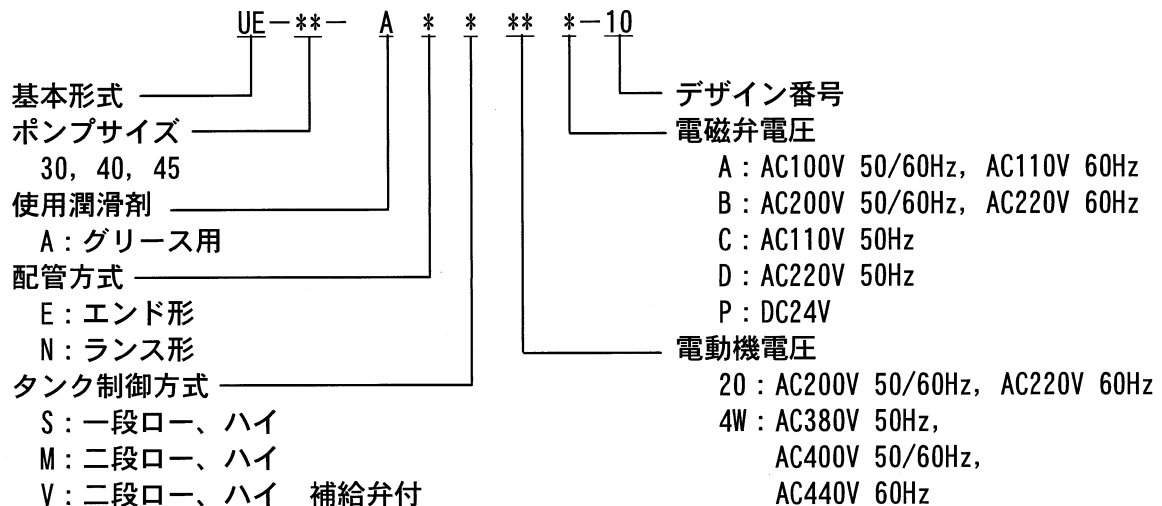 UE-**- A * * ** *-10
基本形式
ポンプサイズ
30, 40, 45
使用潤滑剤
A:グリース用
配管方式
E:エンド形
N:ランス形
タンク制御方式
S:一段ロー、ハイ
M:二段ロー、ハイ
V:二段ロー、ハイ 補給弁付
デザイン番号
電磁弁電圧
A:AC100V 50/60Hz, AC110V 60Hz
B:AC200V 50/60Hz, AC220V 60Hz
C:AC110V 50Hz
D:AC220V 50Hz
P:DC24V
電動機電圧
20:AC200V 50/60Hz, AC220V 60Hz
4W:AC380V 50Hz,
AC400V 50/60Hz,
AC440V 60Hz